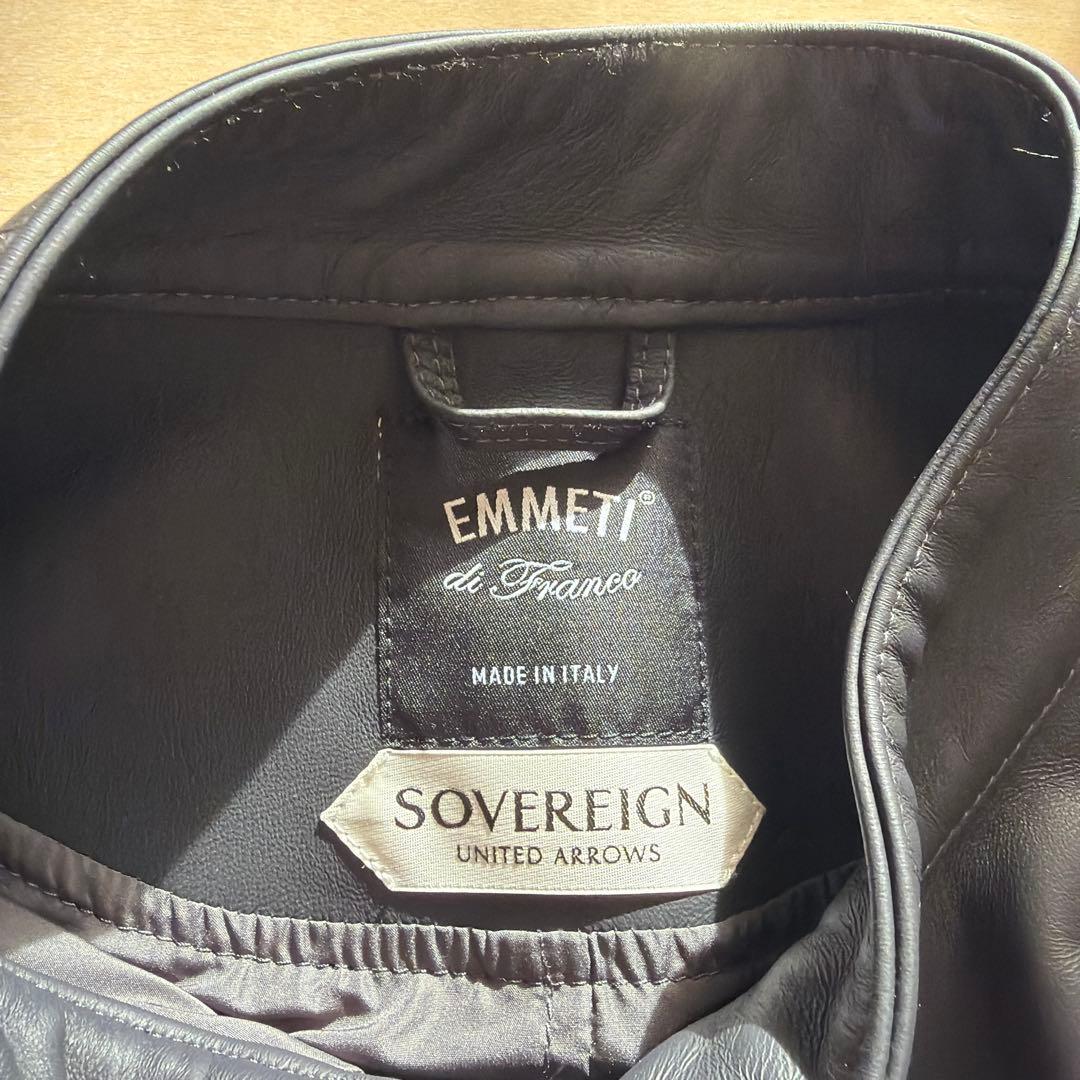 EMMETI®
di Franco
MADE IN ITALY
SOVEREIGN
UNITED ARROWS